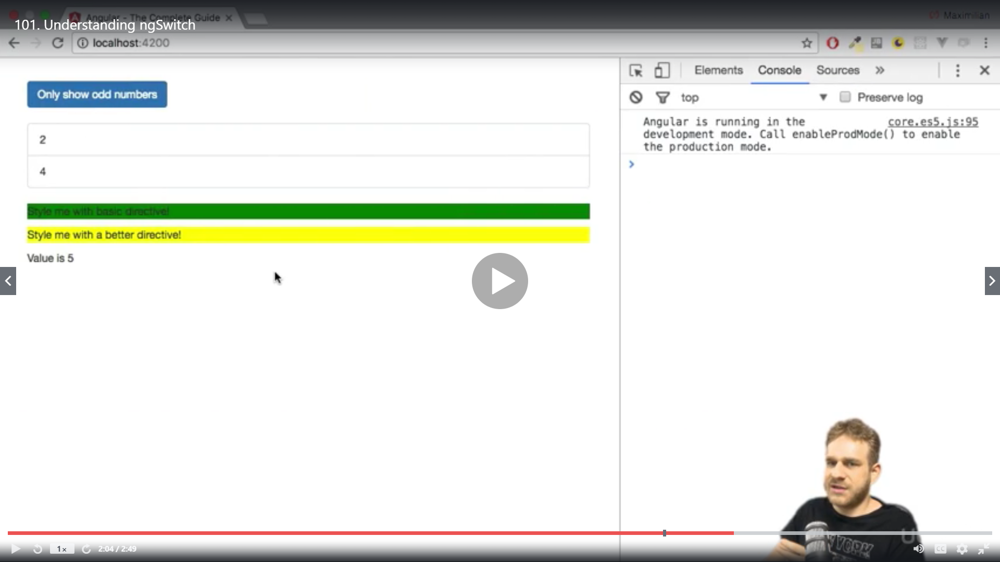 Angular - The Complete Guide
Maximilian
101. Understanding ngSwitch
localhost:4200
Elements Console Sources
Only show odd numbers
top Preserve log
Angular is running in the core.es5.js:95
development mode. Call enableProdMode() to enable
the production mode.
2
4
Style me with basic directive!
Style me with a better directive!
Value is 5
1x
2:04 / 2:49
CC